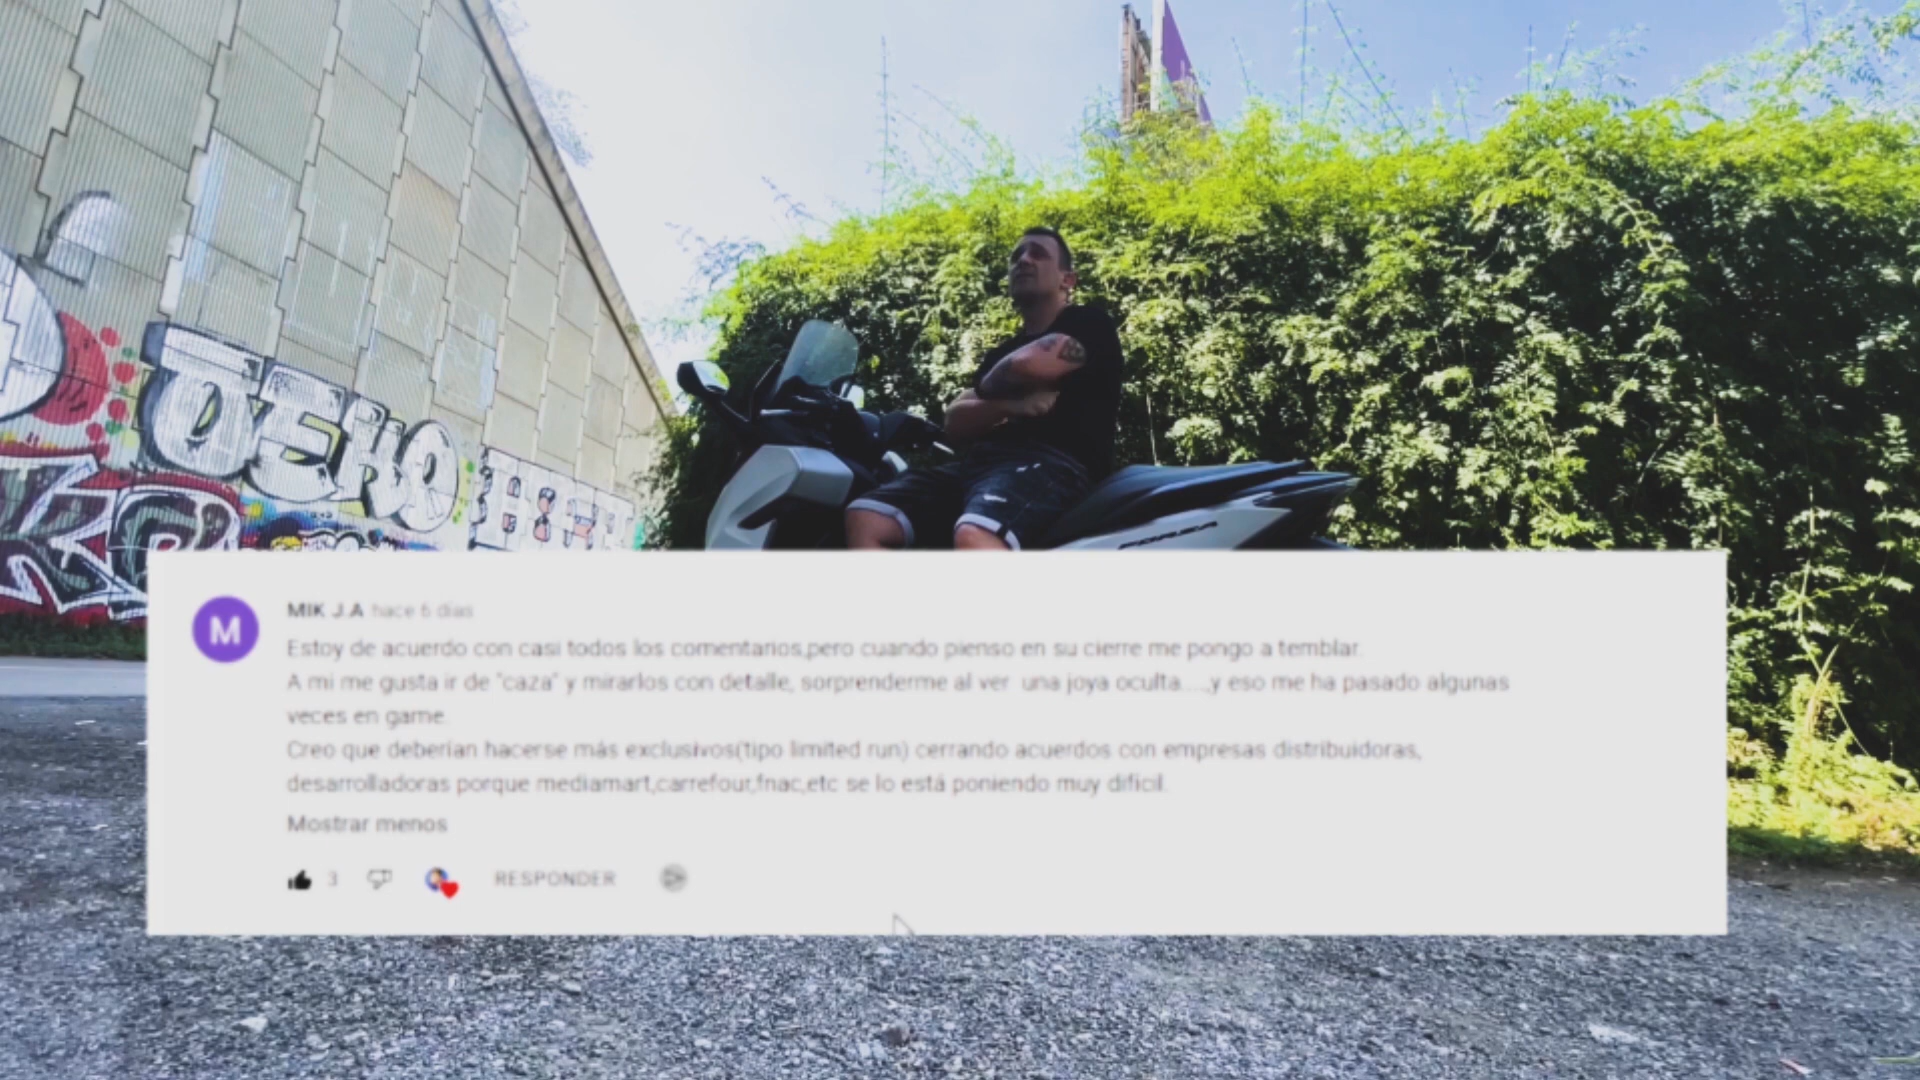 FORZA
M
MIK J.A hace 6 días
Estoy de acuerdo con casi todos los comentarios,pero cuando pienso en su cierre me pongo a temblar.
A mi me gusta ir de "caza" y mirarlos con detalle, sorprenderme al ver una joya oculta....,y eso me ha pasado algunas
veces en game.
Creo que deberían hacerse más exclusivos(tipo limited run) cerrando acuerdos con empresas distribuidoras,
desarrolladoras porque mediamart,carrefour,fnac,etc se lo está poniendo muy difícil.
Mostrar menos
3 RESPONDER